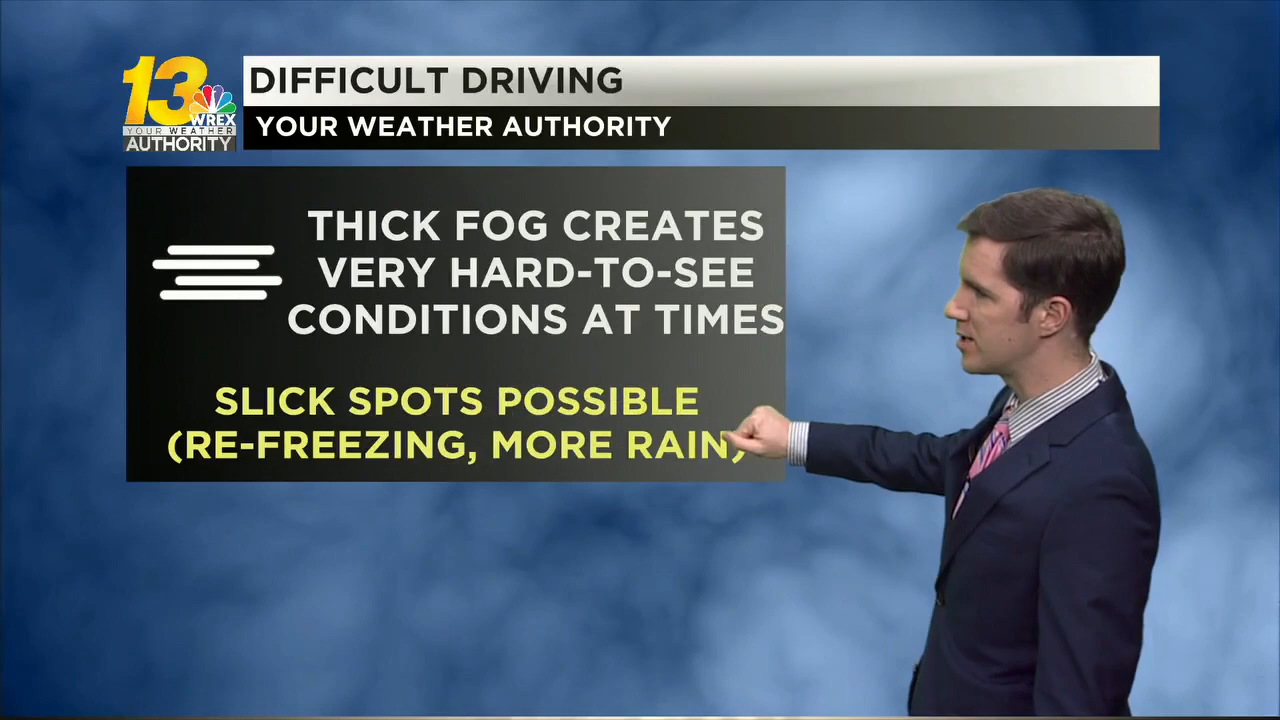 13
WREX
YOUR WEATHER
AUTHORITY
DIFFICULT DRIVING
YOUR WEATHER AUTHORITY
THICK FOG CREATES
VERY HARD-TO-SEE
CONDITIONS AT TIMES
SLICK SPOTS POSSIBLE
(RE-FREEZING, MORE RAIN)